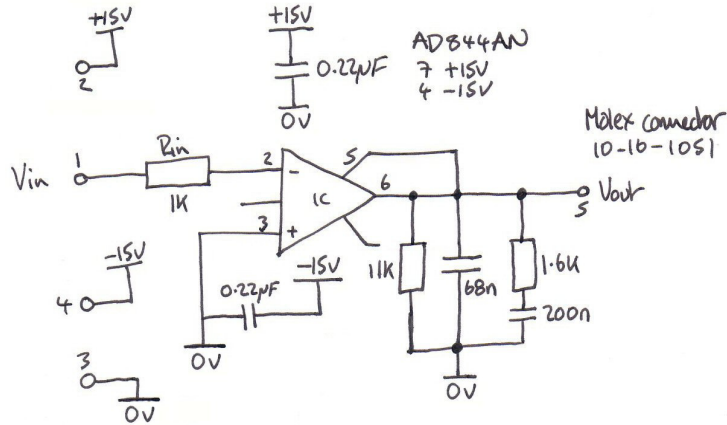 +15V
2
+15V
0.22µF
0V
AD844AN
7 +15V
4 -15V
Molex connector
10-10-1051
Vin
1
Rin
1K
2
-
3
+
IC
5
6
Vout
5
-15V
4
0.22µF
-15V
0V
11K
68n
1.6K
200n
0V
3
0V